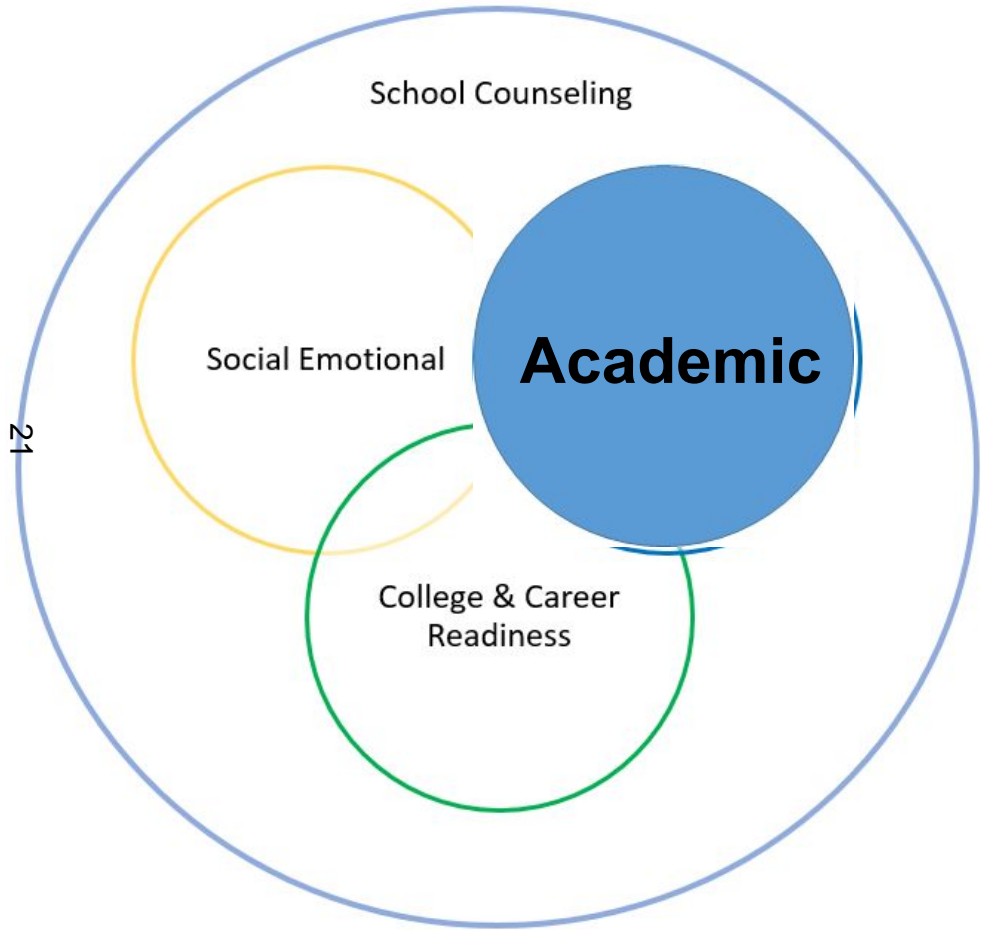 School Counseling
Social Emotional
Academic
21
College & Career
Readiness